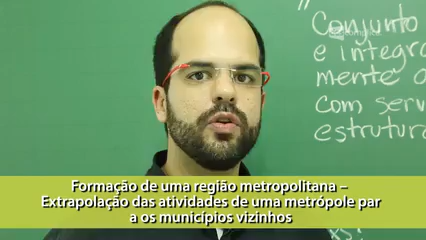 Conjunto
e integra
mente o
com serv
estrutura
Formação de uma região metropolitana –
Extrapolação das atividades de uma metrópole par
a os municípios vizinhos